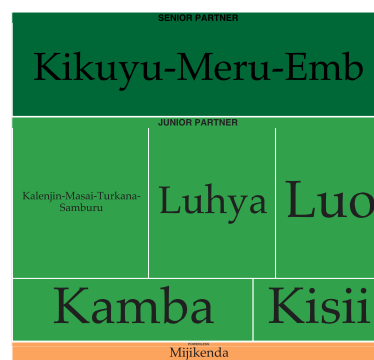 SENIOR PARTNER
Kikuyu-Meru-Emb
JUNIOR PARTNER
Kalenjin-Masai-Turkana-
Samburu
Luhya
Luo
Kamba
Kisii
Mijikenda